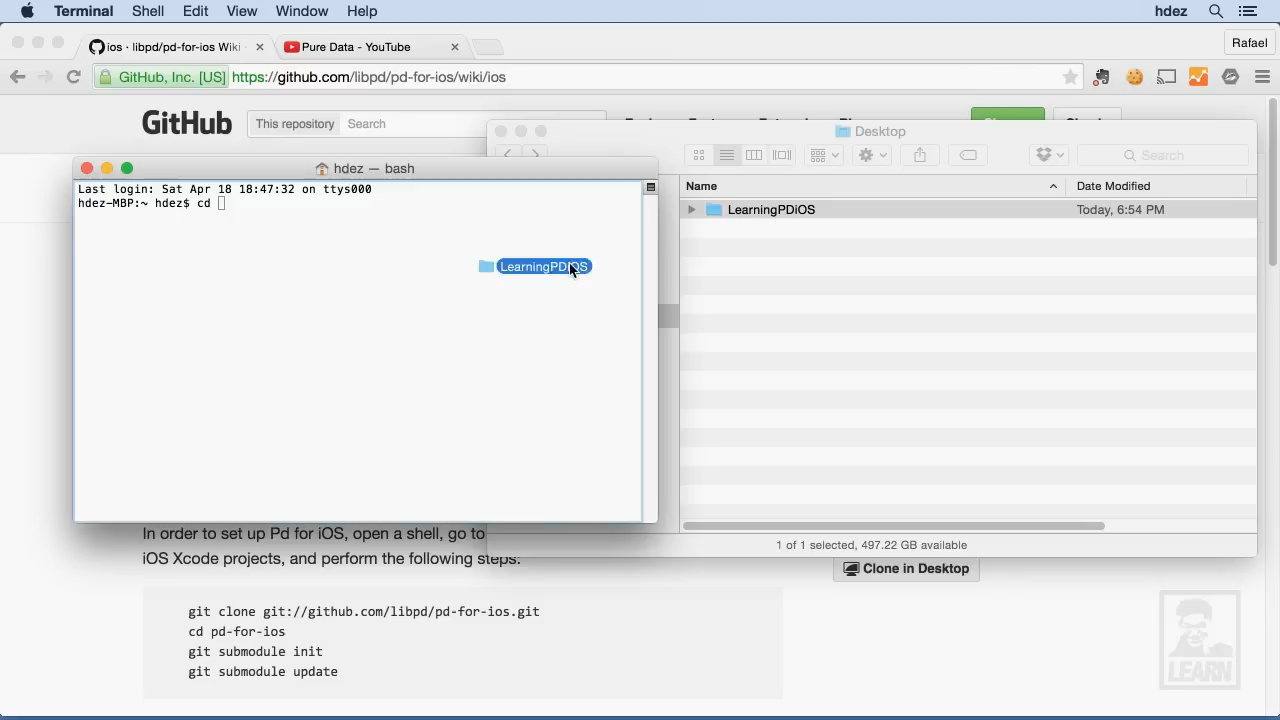 Terminal Shell Edit View Window Help hdez
ios · libpd/pd-for-ios Wiki
Pure Data - YouTube
Rafael
GitHub, Inc. [US] https://github.com/libpd/pd-for-ios/wiki/ios
GitHub
This repository Search
Desktop
Search
hdez — bash
Last login: Sat Apr 18 18:47:32 on ttys000
hdez-MBP:~ hdez$ cd
LearningPDiOS
Name Date Modified
LearningPDiOS Today, 6:54 PM
1 of 1 selected, 497.22 GB available
In order to set up Pd for iOS, open a shell, go to
iOS Xcode projects, and perform the following steps:
Clone in Desktop
git clone git://github.com/libpd/pd-for-ios.git
cd pd-for-ios
git submodule init
git submodule update
LEARN